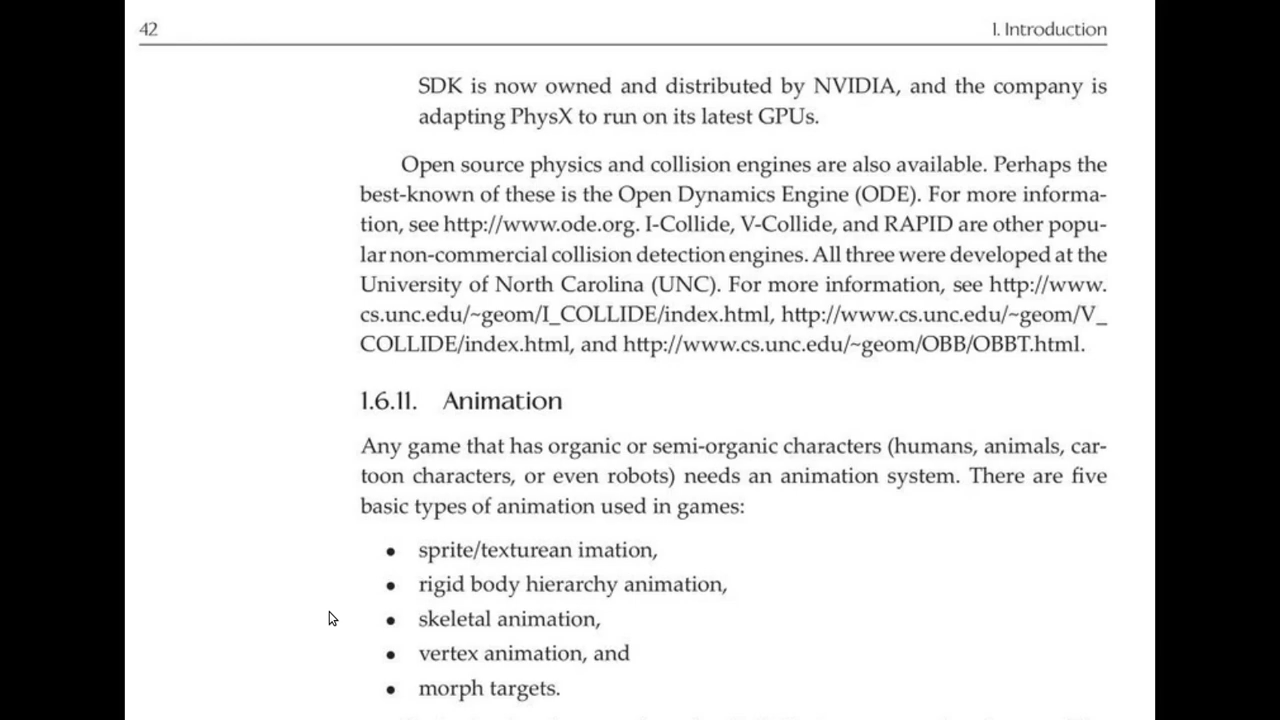 42
1. Introduction
SDK is now owned and distributed by NVIDIA, and the company is
adapting PhysX to run on its latest GPUs.
Open source physics and collision engines are also available. Perhaps the
best-known of these is the Open Dynamics Engine (ODE). For more informa-
tion, see http://www.ode.org. I-Collide, V-Collide, and RAPID are other popu-
lar non-commercial collision detection engines. All three were developed at the
University of North Carolina (UNC). For more information, see http://www.
cs.unc.edu/~geom/I_COLLIDE/index.html, http://www.cs.unc.edu/~geom/V_
COLLIDE/index.html, and http://www.cs.unc.edu/~geom/OBB/OBBT.html.
1.6.11. Animation
Any game that has organic or semi-organic characters (humans, animals, car-
toon characters, or even robots) needs an animation system. There are five
basic types of animation used in games:
• sprite/texturean imation,
• rigid body hierarchy animation,
• skeletal animation,
• vertex animation, and
• morph targets.